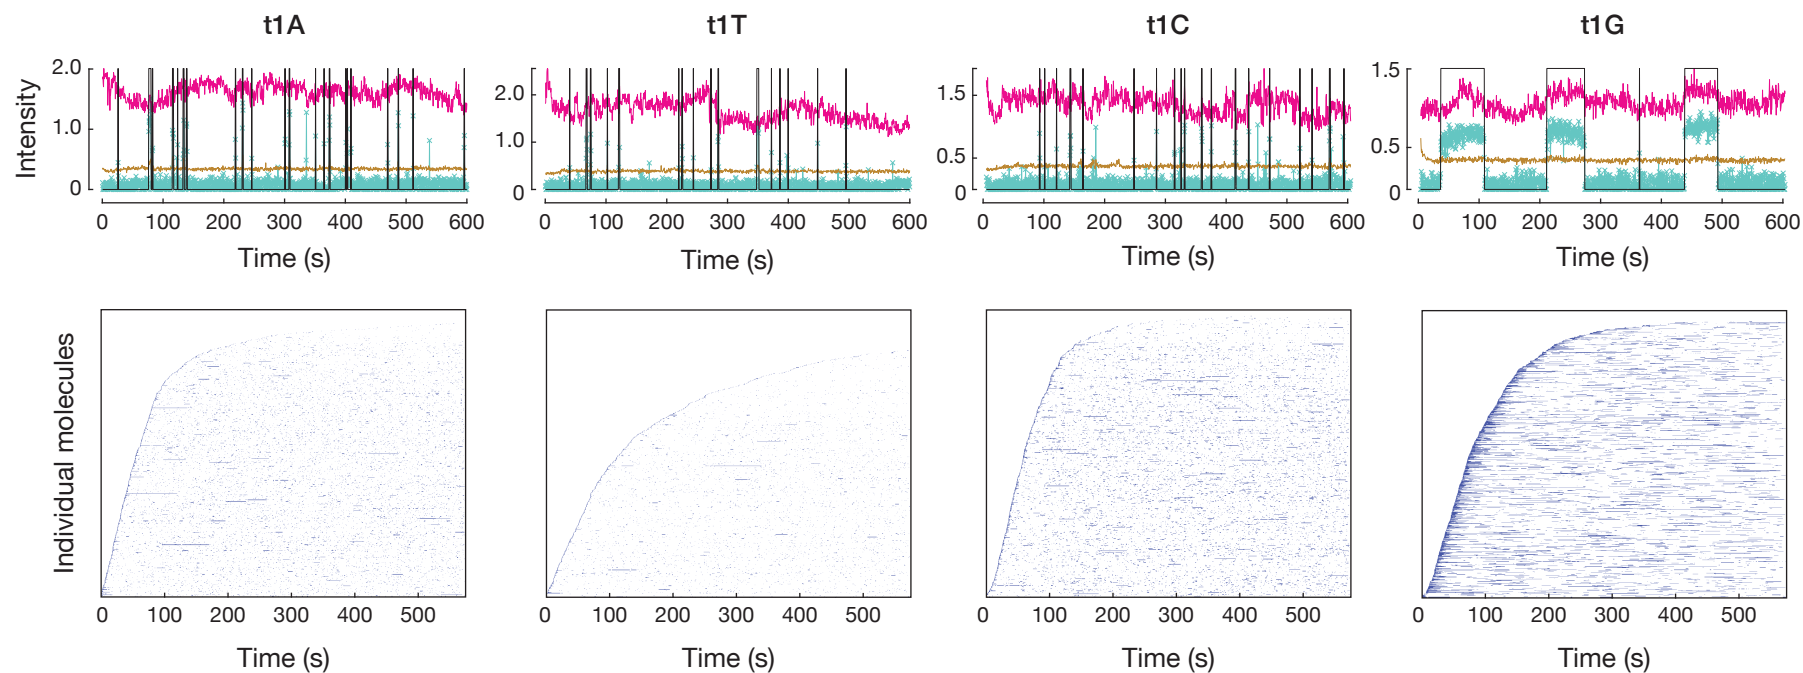 t1A t1T t1C t1G
Intensity
2.0 1.0 0
2.0 1.0 0
1.5 0.5 0
1.5 0.5 0
0 100 200 300 400 500 600
0 100 200 300 400 500 600
0 100 200 300 400 500 600
0 100 200 300 400 500 600
Time (s) Time (s) Time (s) Time (s)
Individual molecules
0 100 200 300 400 500
0 100 200 300 400 500
0 100 200 300 400 500
0 100 200 300 400 500
Time (s) Time (s) Time (s) Time (s)